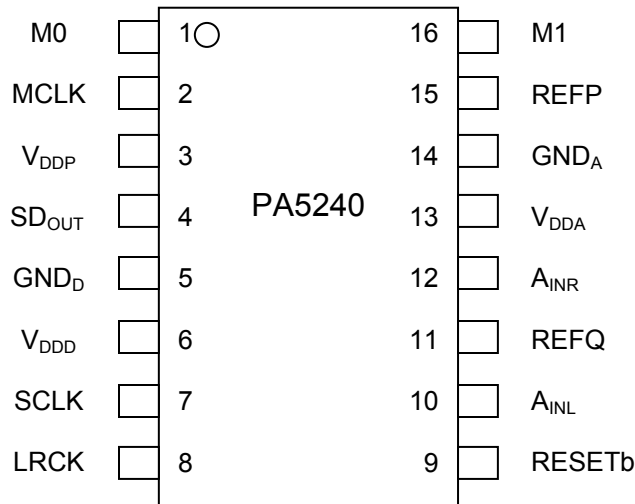 M0 1 16 M1
MCLK 2 15 REFP
VDDP 3 14 GNDA
SDOUT 4 PA5240 13 VDDA
GNDD 5 12 AINR
VDDD 6 11 REFQ
SCLK 7 10 AINL
LRCK 8 9 RESETb